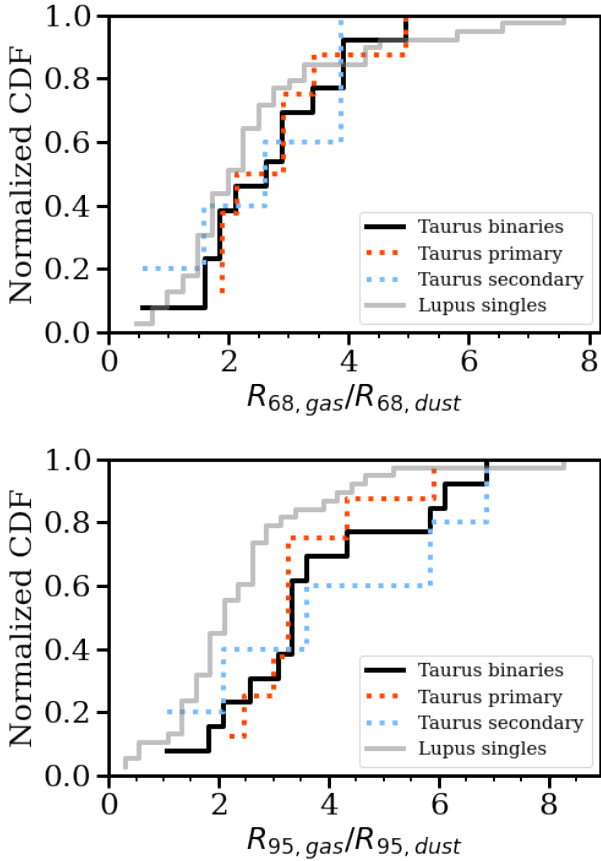 1.0
0.8
0.6
0.4
0.2
0.0
Normalized CDF
Taurus binaries
Taurus primary
Taurus secondary
Lupus singles
0 2 4 6 8
R68, gas/R68, dust
1.0
0.8
0.6
0.4
0.2
0.0
Normalized CDF
Taurus binaries
Taurus primary
Taurus secondary
Lupus singles
0 2 4 6 8
R95, gas/R95, dust